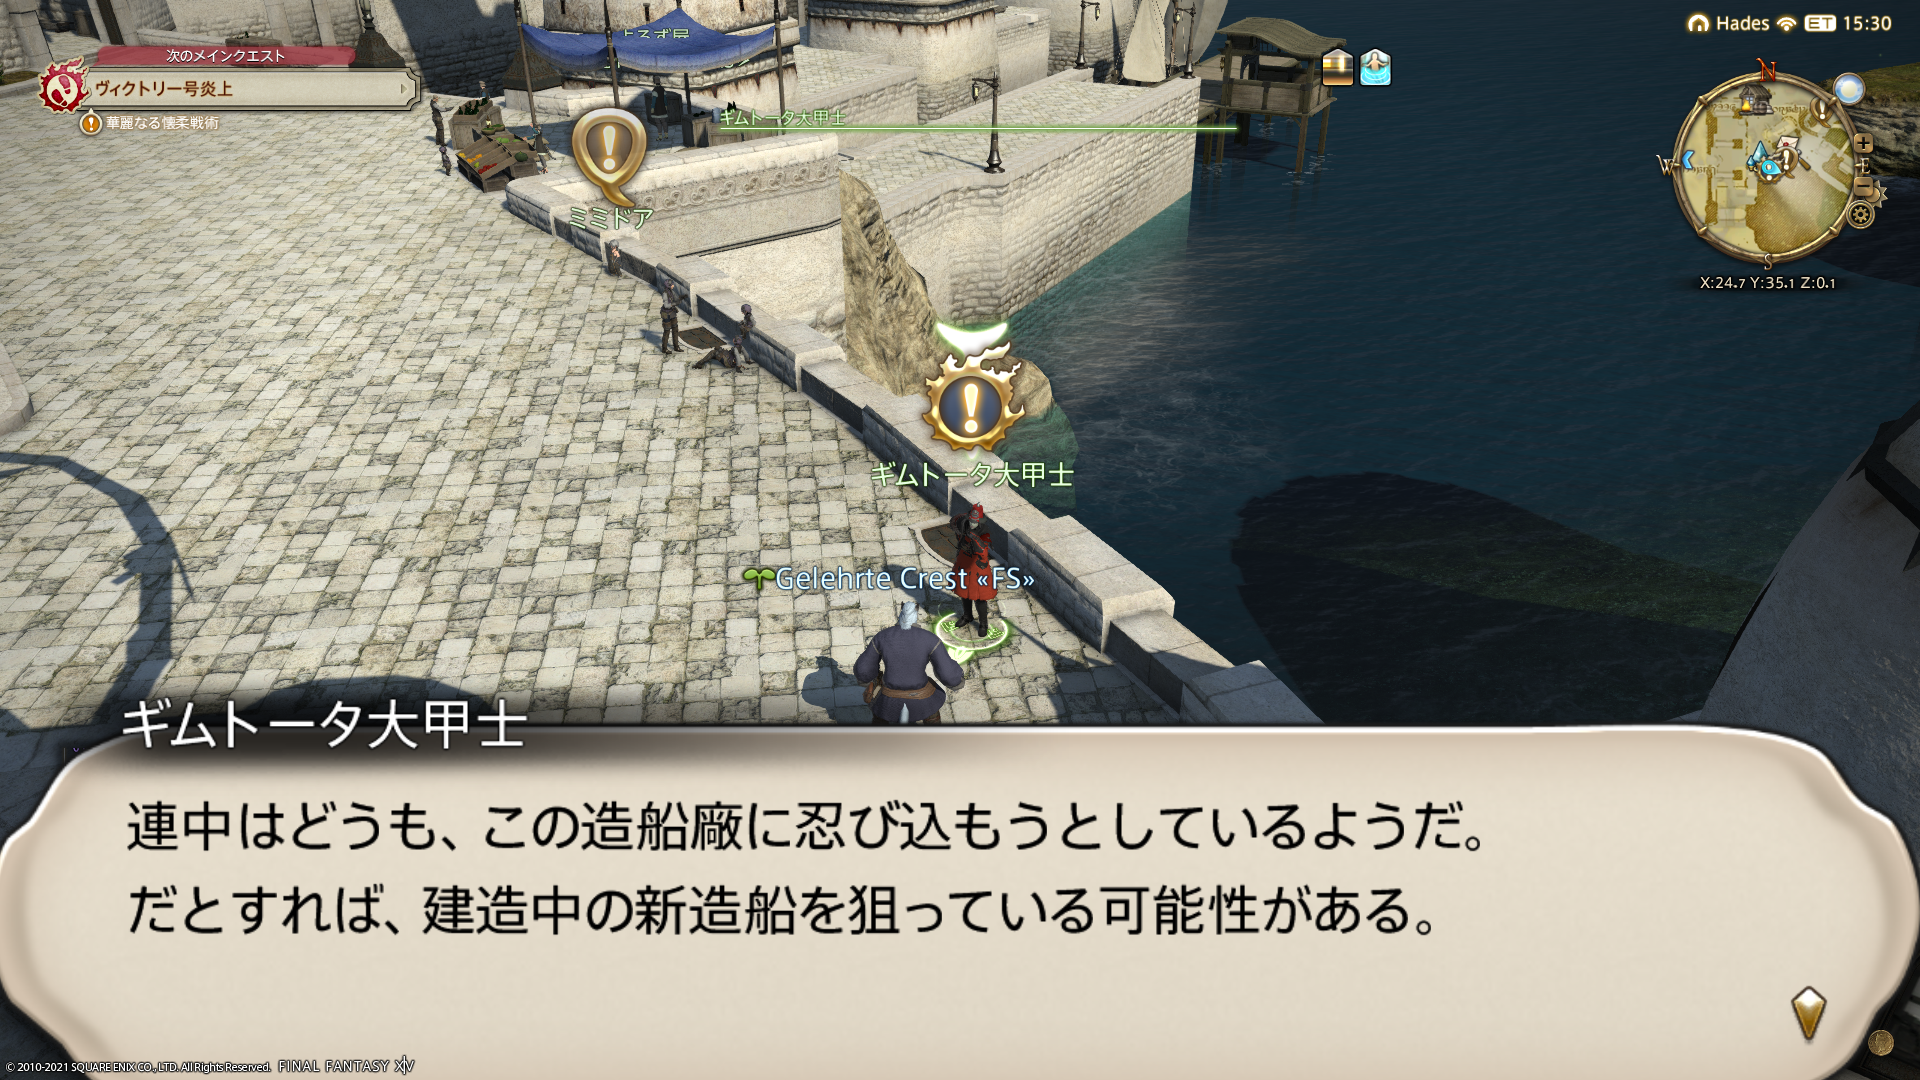 次のメインクエスト
ヴィクトリー号炎上
華麗なる懐柔戦術
Hades ET 15:30
よろず屋
ギムトータ大甲士
N
W
E
S
X:24.7 Y:35.1 Z:0.1
ミミドア
ギムトータ大甲士
Gelehrte Crest «FS»
ギムトータ大甲士
連中はどうも、この造船廠に忍び込もうとしているようだ。
だとすれば、建造中の新造船を狙っている可能性がある。
© 2010-2021 SQUARE ENIX CO., LTD. All Rights Reserved. FINAL FANTASY XIV